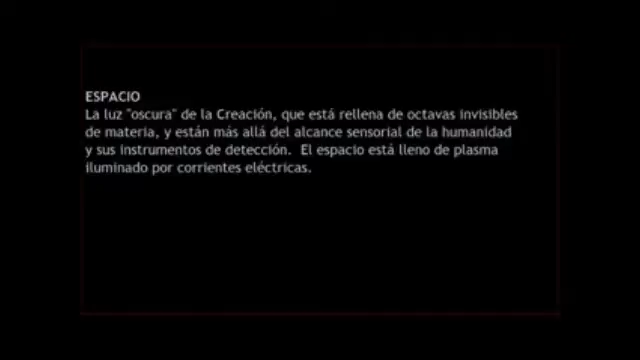 ESPACIO
La luz "oscura" de la Creación, que está rellena de octavas invisibles
de materia, y están más allá del alcance sensorial de la humanidad
y sus instrumentos de detección.  El espacio está lleno de plasma
iluminado por corrientes eléctricas.